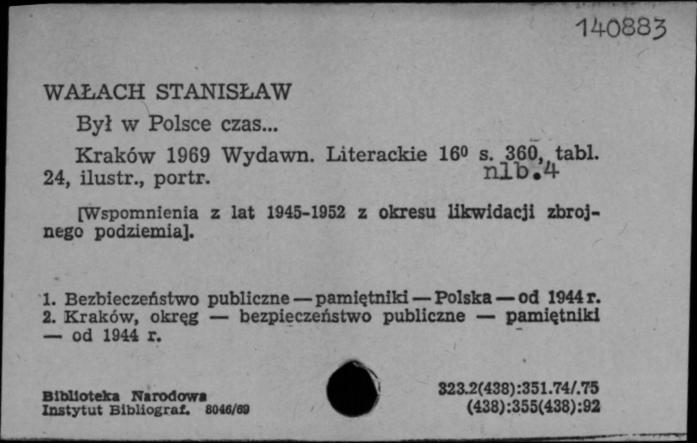 140883
WAŁACH STANISŁAW
Był w Polsce czas...
Kraków 1969 Wydawn. Literackie 16⁰ s. 360, tabl.
24, ilustr., portr. nlb.4
[Wspomnienia z lat 1945-1952 z okresu likwidacji zbroj-
nego podziemia].
1. Bezbieczeństwo publiczne — pamiętniki — Polska — od 1944 r.
2. Kraków, okręg — bezpieczeństwo publiczne — pamiętniki
— od 1944 r.
Biblioteka Narodowa
Instytut Bibliograf. 8046/69
323.2(438):351.74/.75
(438):355(438):92